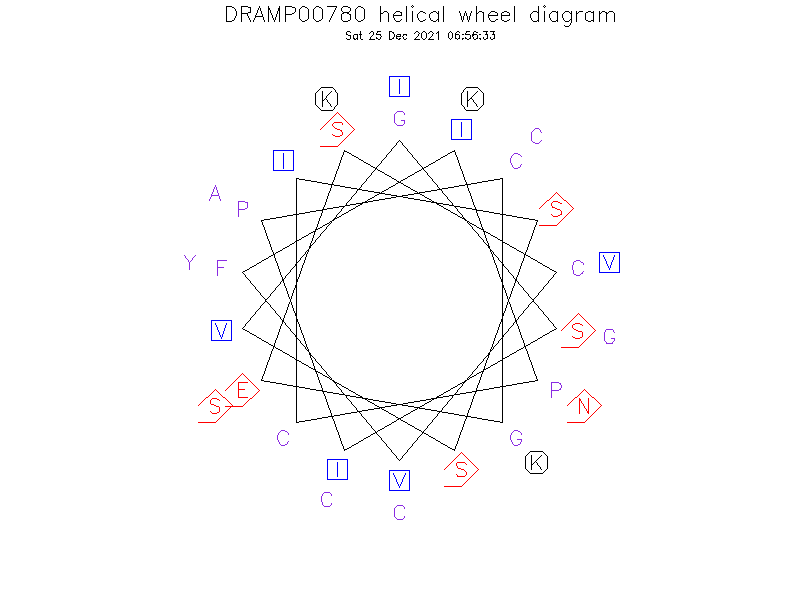 DRAMP00780 helical wheel diagram
Sat 25 Dec 2021 06:56:33
I
K K
S G I
C
I C
A
P S
Y F C V
V S G
S E P N
C G
K
I V S
C C